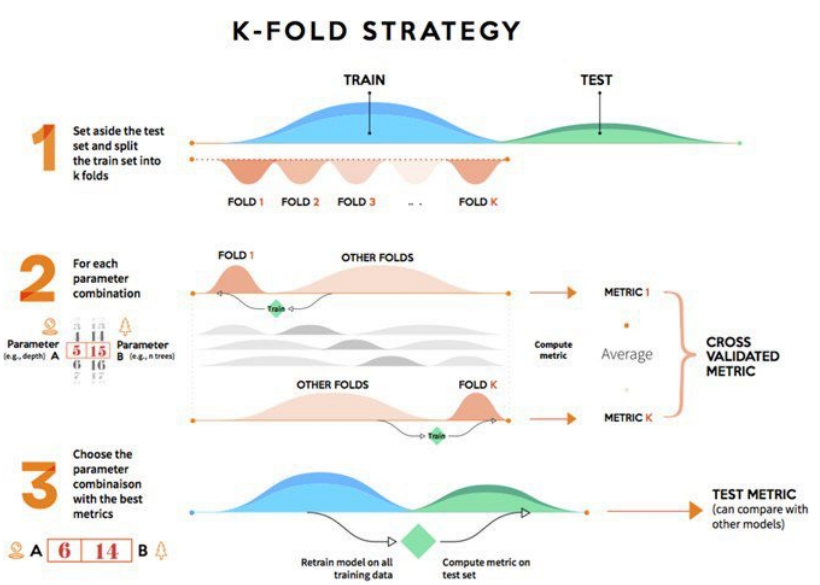 K-FOLD STRATEGY
TRAIN
TEST
1
Set aside the test
set and split
the train set into
k folds
FOLD 1
FOLD 2
FOLD 3
...
FOLD K
2
For each
parameter
combination
FOLD 1
OTHER FOLDS
Train
METRIC 1
Parameter
(e.g., depth) A
3 13
4 14
5 15
6 16
7 17
Parameter
B (e.g., n trees)
Compute
metric
Average
CROSS
VALIDATED
METRIC
OTHER FOLDS
FOLD K
Train
METRIC K
3
Choose the
parameter
combinaison
with the best
metrics
A 6 14 B
Retrain model on all
training data
Compute metric on
test set
TEST METRIC
(can compare with
other models)